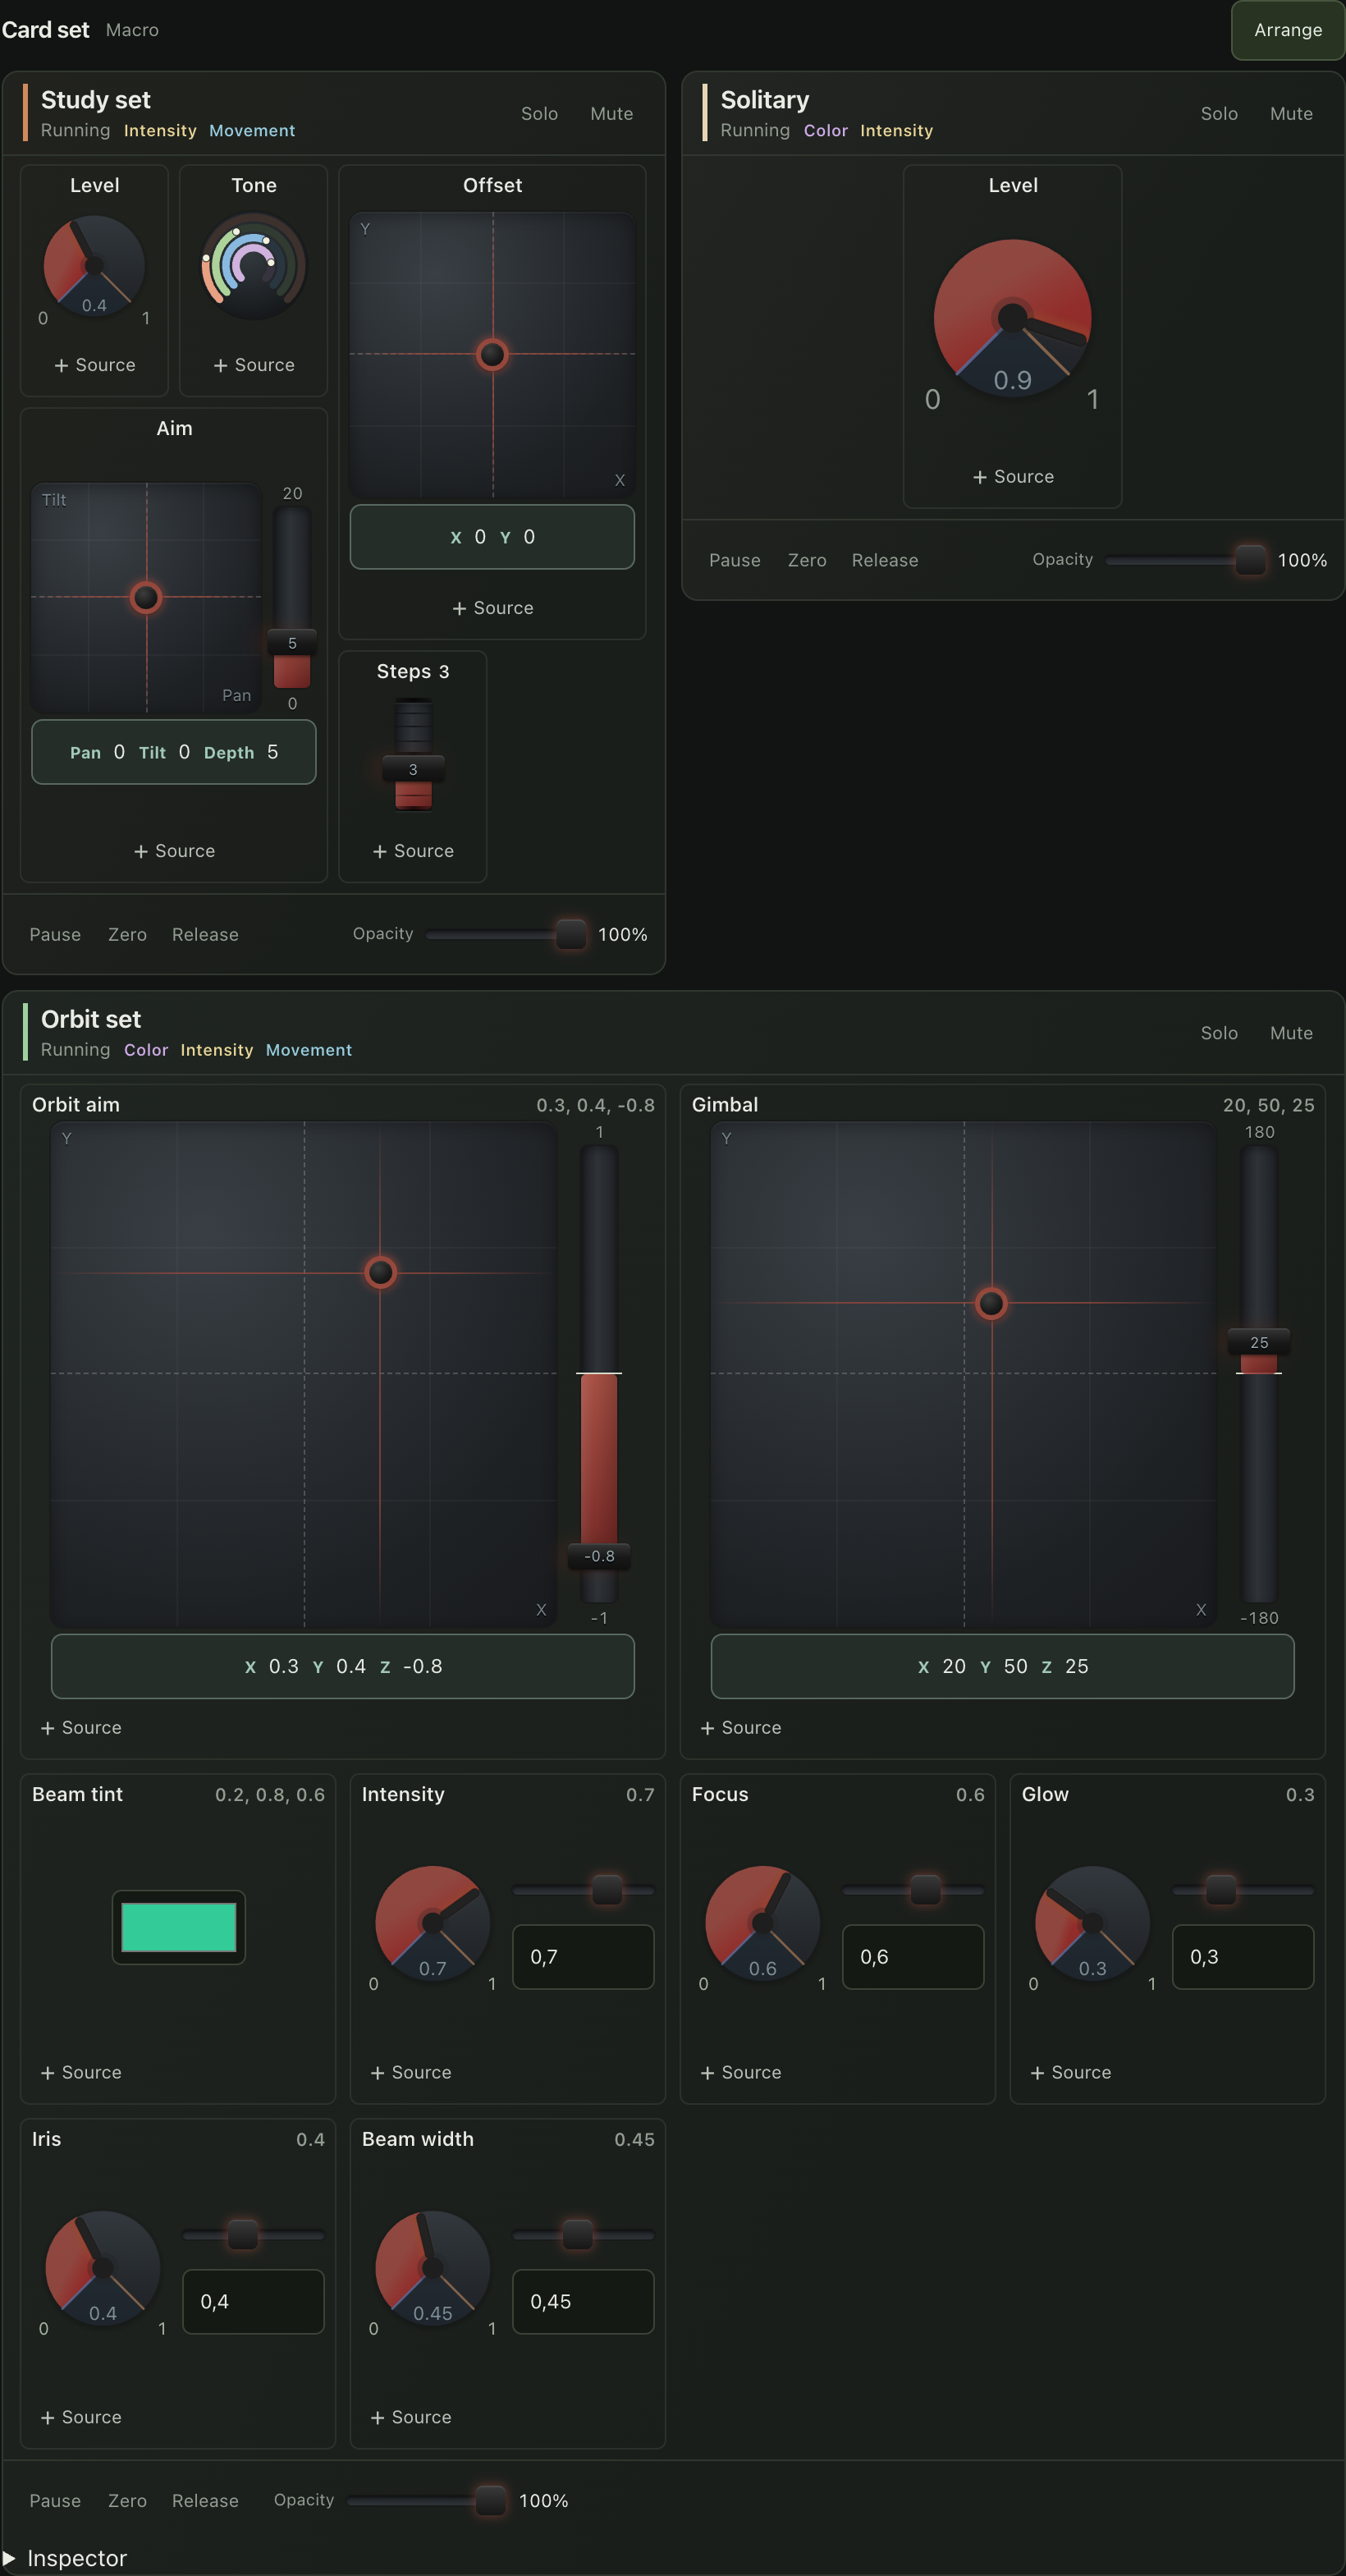 Card set Macro Arrange
Study set
Running Intensity Movement
Solo Mute
Level
0.4
0 1
+ Source
Tone
+ Source
Offset
Y
X
X 0 Y 0
+ Source
Aim
Tilt
Pan
20
5
0
Pan 0 Tilt 0 Depth 5
+ Source
Steps 3
3
+ Source
Pause Zero Release Opacity 100%
Solitary
Running Color Intensity
Solo Mute
Level
0.9
0 1
+ Source
Pause Zero Release Opacity 100%
Orbit set
Running Color Intensity Movement
Solo Mute
Orbit aim 0.3, 0.4, -0.8
Y
1
-0.8
X
-1
X 0.3 Y 0.4 Z -0.8
+ Source
Gimbal 20, 50, 25
Y
180
25
X
-180
X 20 Y 50 Z 25
+ Source
Beam tint 0.2, 0.8, 0.6
+ Source
Intensity 0.7
0,7
0.7
0 1
+ Source
Focus 0.6
0,6
0.6
0 1
+ Source
Glow 0.3
0,3
0.3
0 1
+ Source
Iris 0.4
0,4
0.4
0 1
+ Source
Beam width 0.45
0,45
0.45
0 1
+ Source
Pause Zero Release Opacity 100%
Inspector